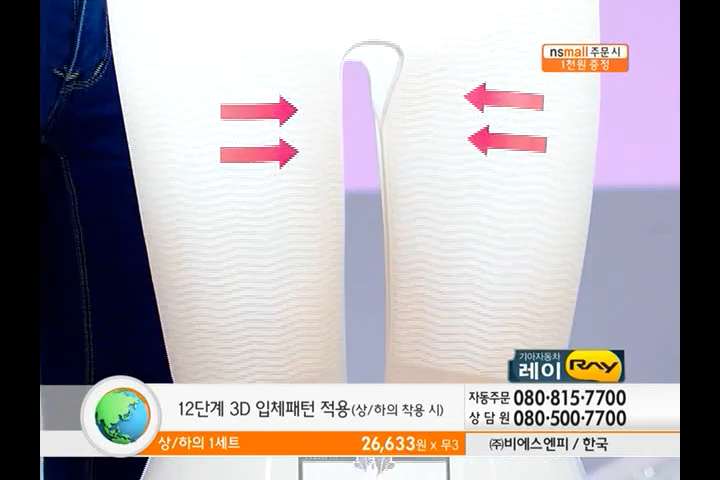 nsmall 주문시
1천원 증정
기아자동차
레이 RAY
12단계 3D 입체패턴 적용(상/하의 착용 시)
자동주문 080·815·7700
상담원 080·500·7700
상/하의 1세트 26,633원 x 무3
㈜비에스엔피 / 한국